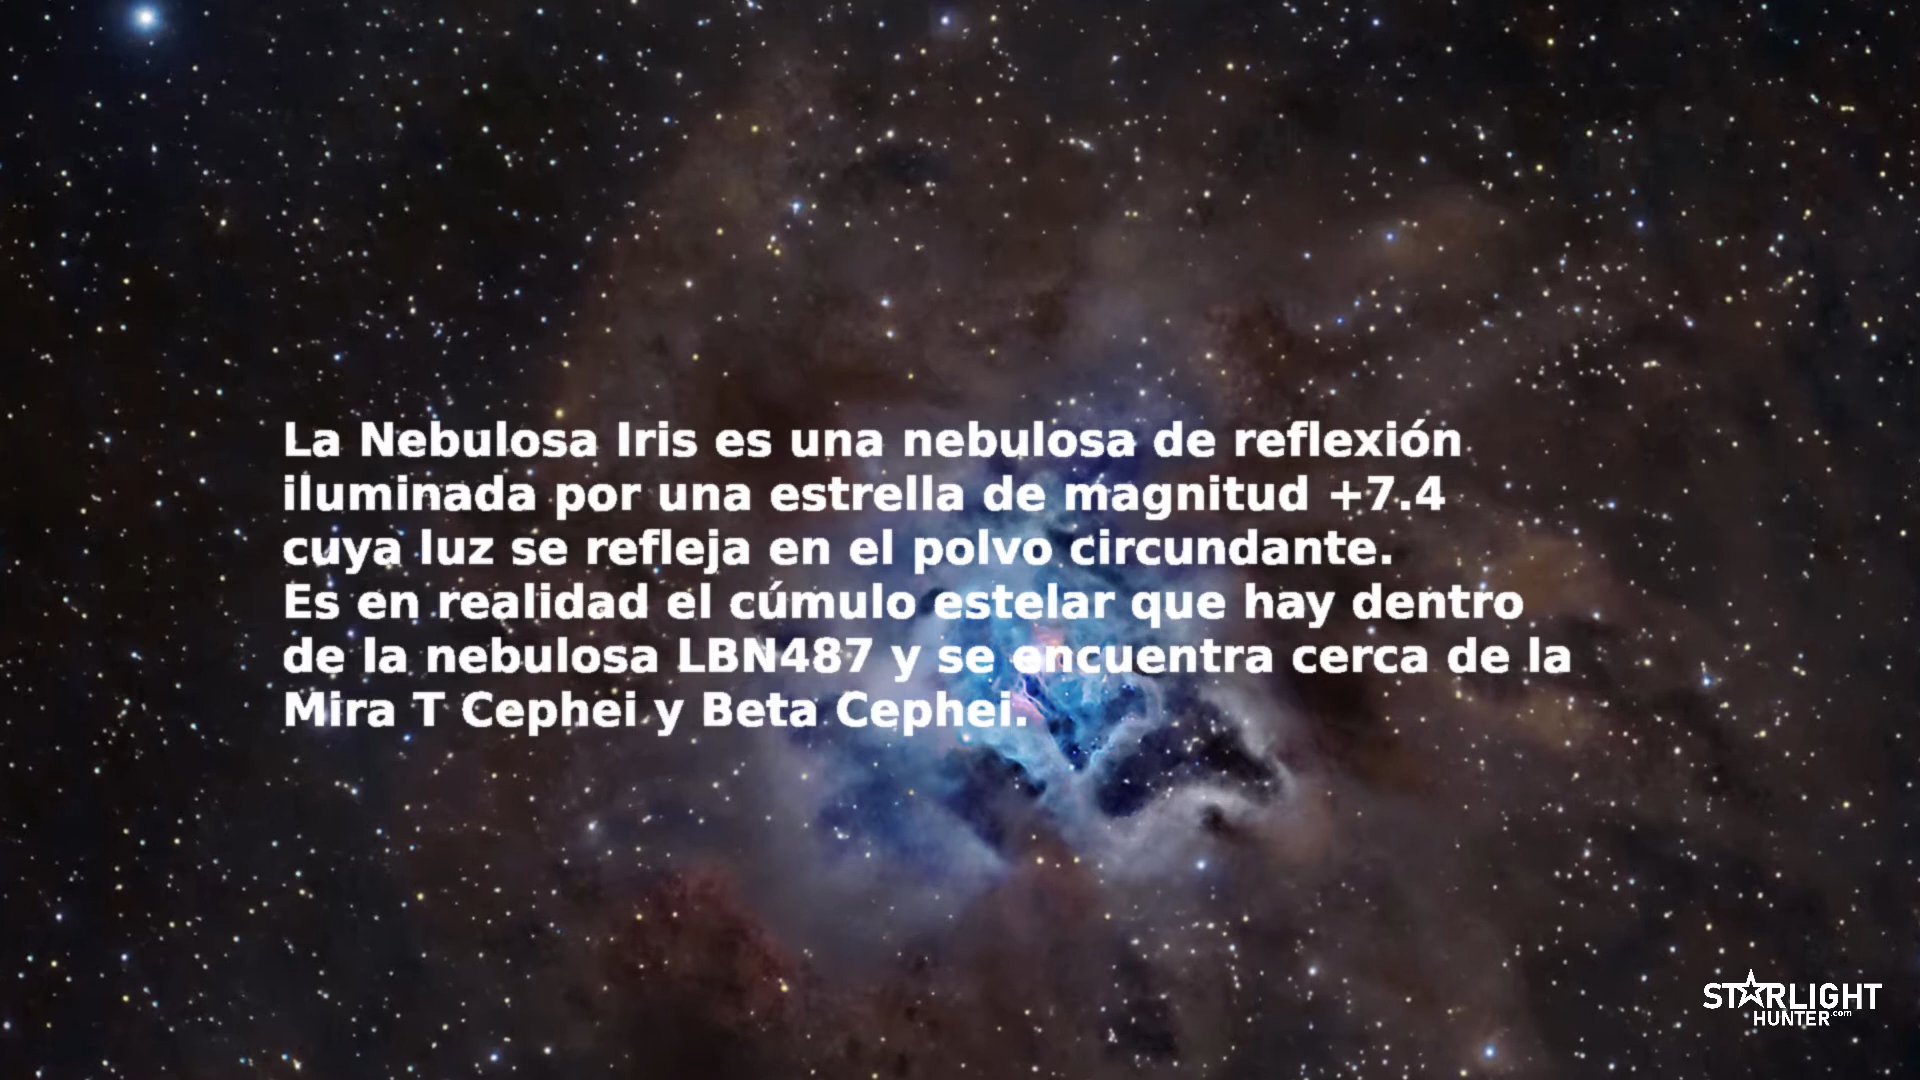 La Nebulosa Iris es una nebulosa de reflexión
iluminada por una estrella de magnitud +7.4
cuya luz se refleja en el polvo circundante.
Es en realidad el cúmulo estelar que hay dentro
de la nebulosa LBN487 y se encuentra cerca de la
Mira T Cephei y Beta Cephei.
STARLIGHT
HUNTER.com